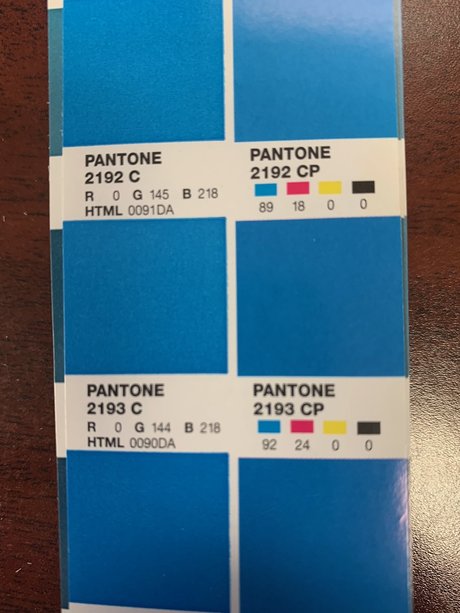 PANTONE
2192 C
R 0 G 145 B 218
HTML 0091DA
PANTONE
2192 CP
89 18 0 0
PANTONE
2193 C
R 0 G 144 B 218
HTML 0090DA
PANTONE
2193 CP
92 24 0 0